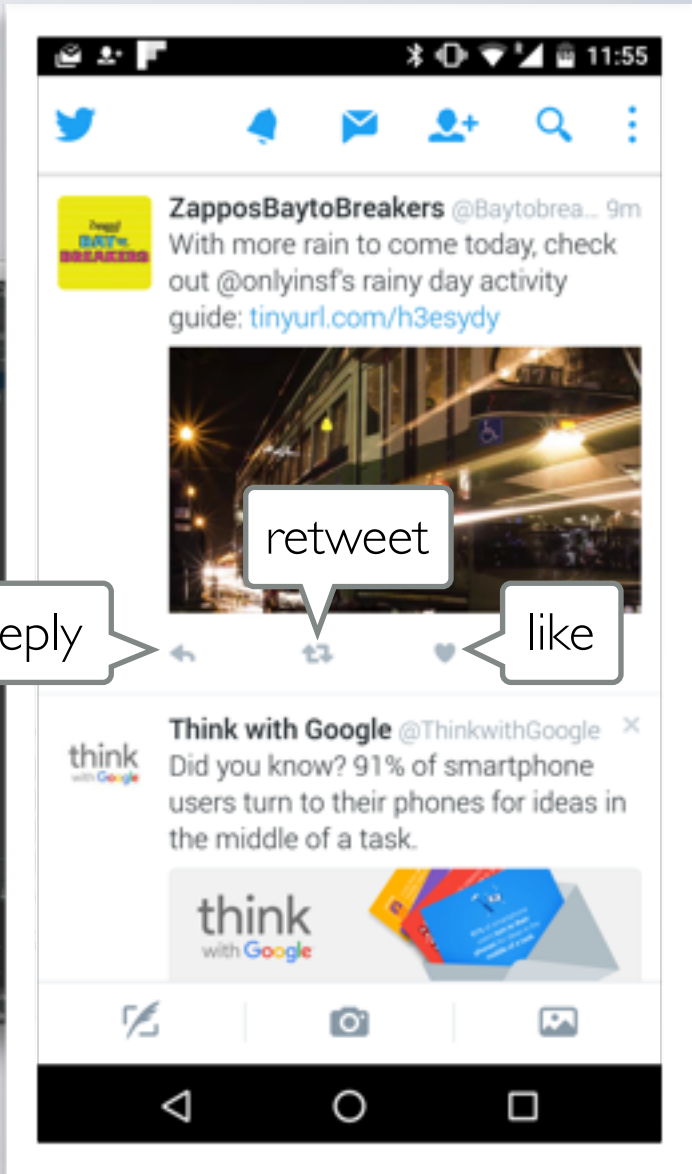 11:55
ZapposBaytoBreakers @Baytobrea... 9m
With more rain to come today, check
out @onlyinsf's rainy day activity
guide: tinyurl.com/h3esydy
retweet
eply
like
Think with Google @ThinkwithGoogle
think
with Google
Did you know? 91% of smartphone
users turn to their phones for ideas in
the middle of a task.
think
with Google